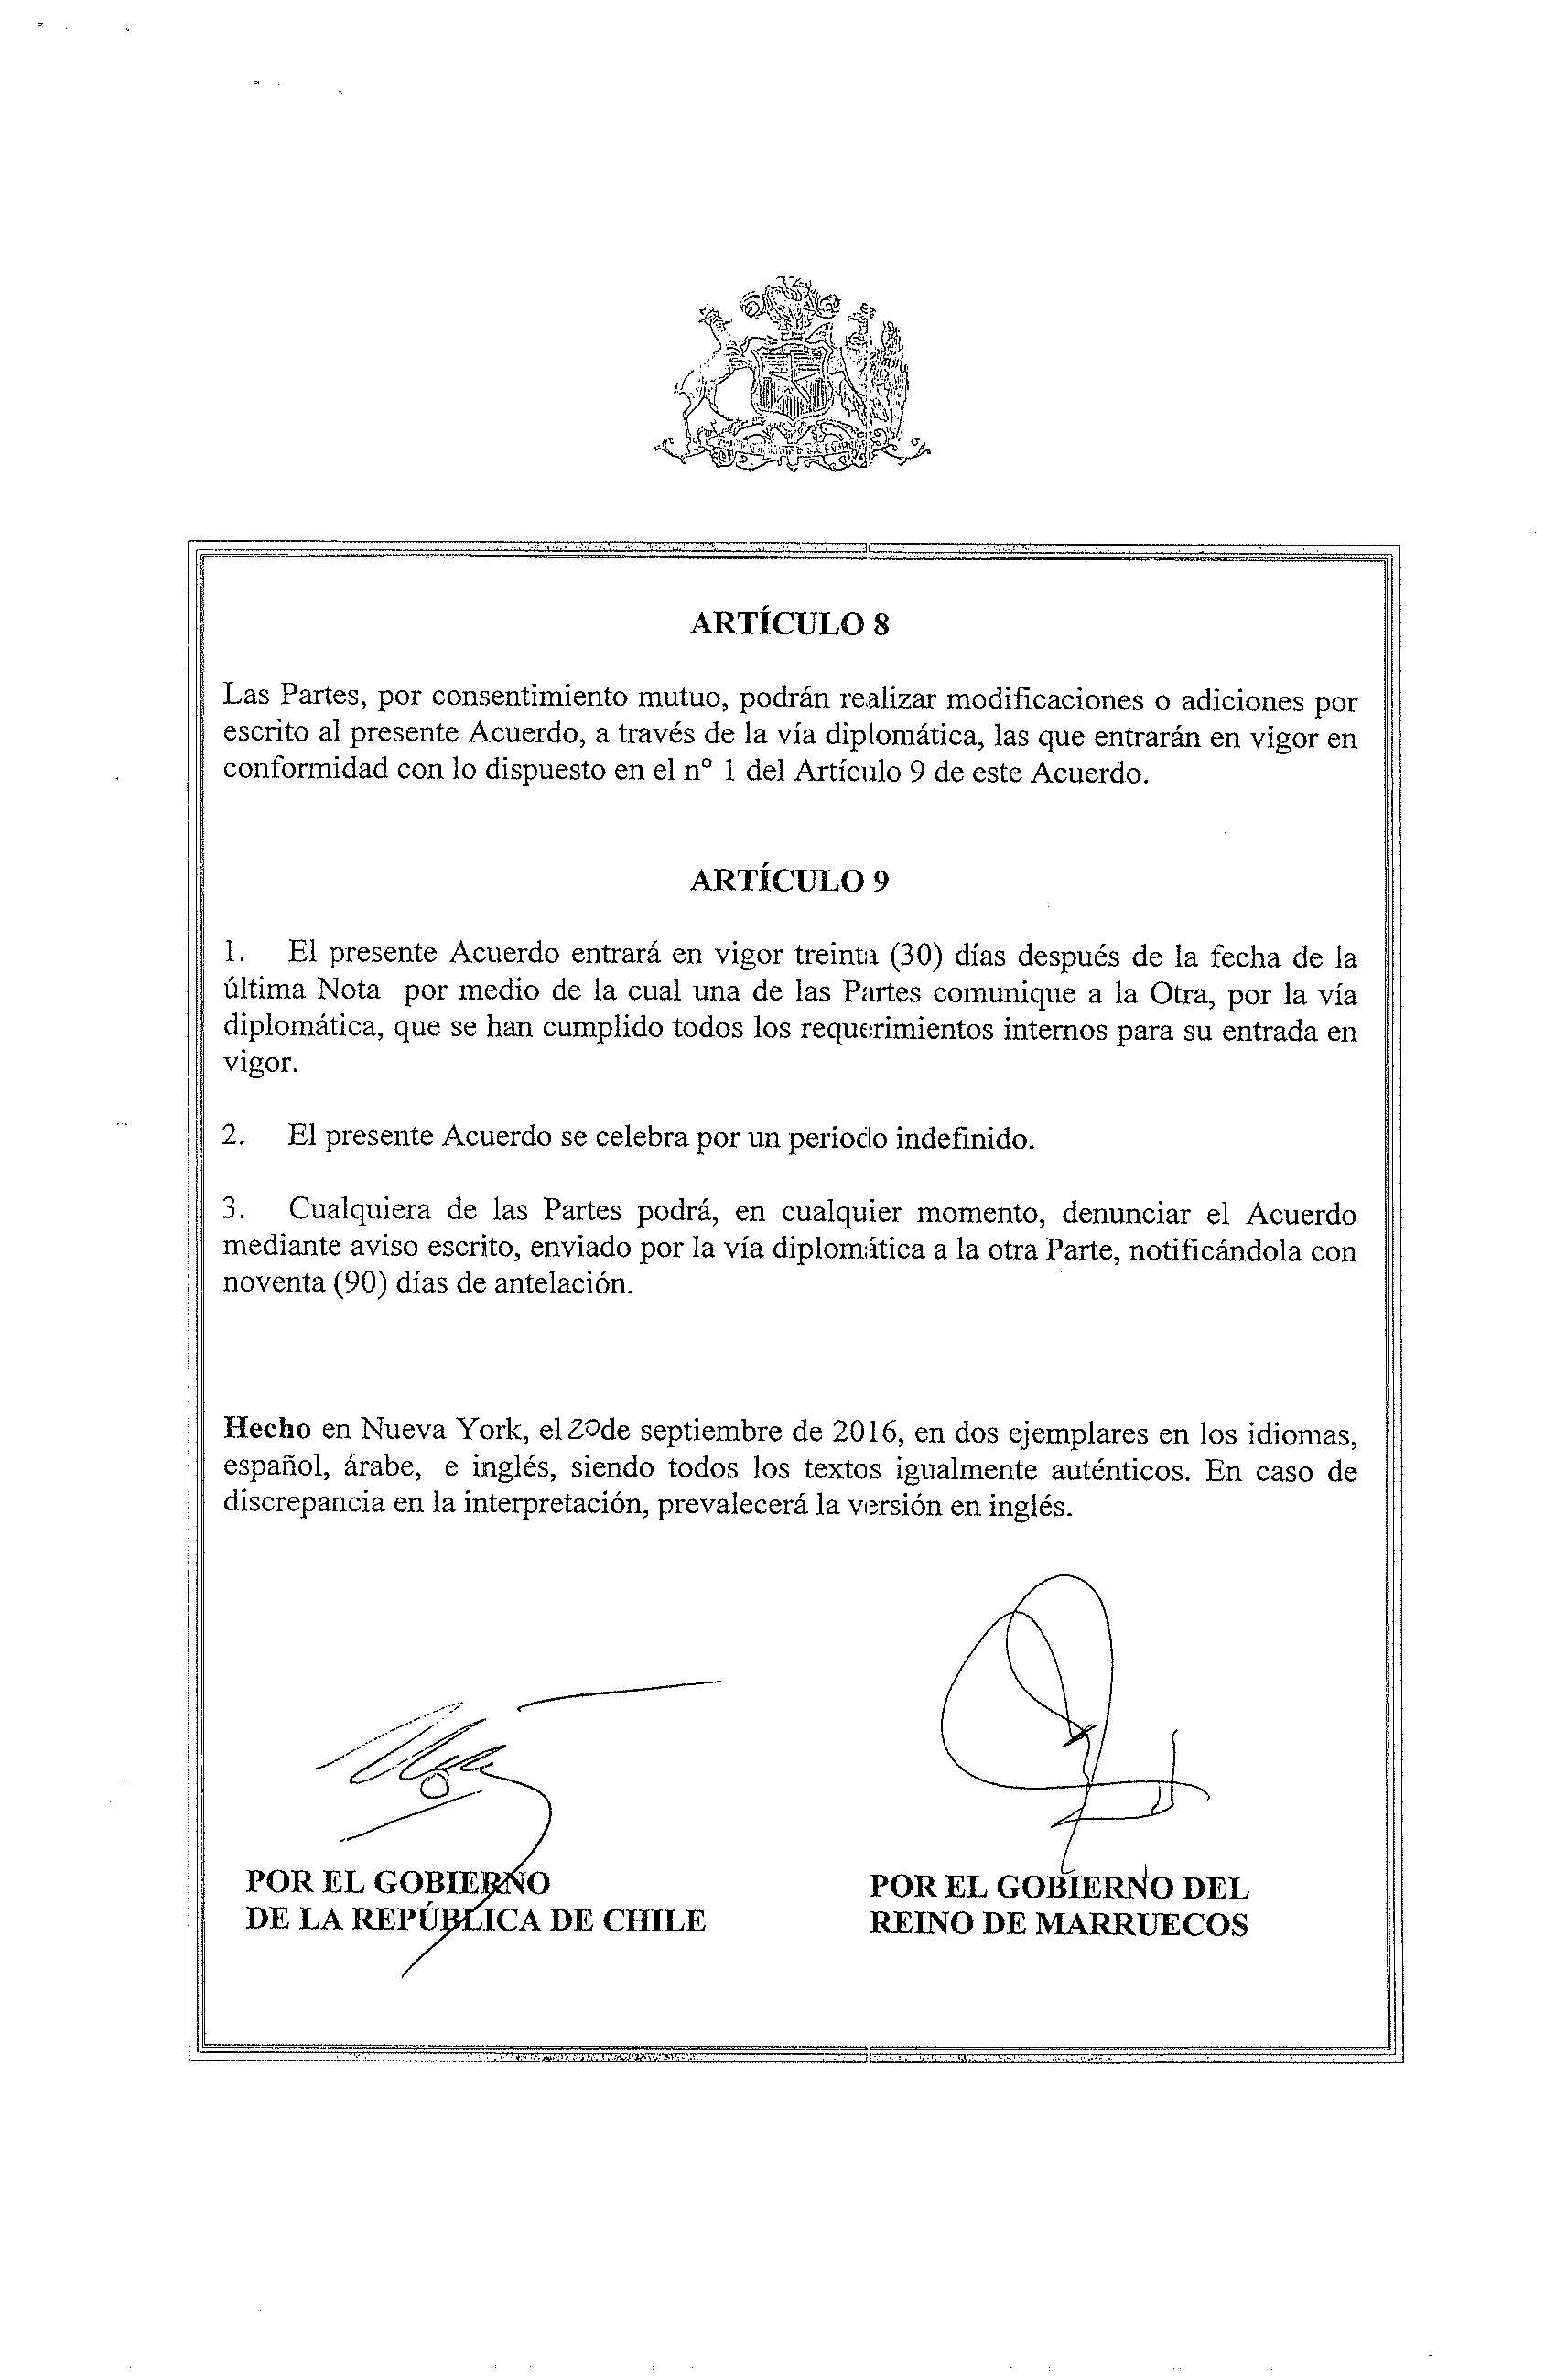 ARTÍCULO 8
Las Partes, por consentimiento mutuo, podrán realizar modificaciones o adiciones por
escrito al presente Acuerdo, a través de la vía diplomática, las que entrarán en vigor en
conformidad con lo dispuesto en el n° 1 del Artículo 9 de este Acuerdo.
ARTÍCULO 9
1. El presente Acuerdo entrará en vigor treinta (30) días después de la fecha de la
última Nota por medio de la cual una de las Partes comunique a la Otra, por la vía
diplomática, que se han cumplido todos los requerimientos internos para su entrada en
vigor.
2. El presente Acuerdo se celebra por un periodo indefinido.
3. Cualquiera de las Partes podrá, en cualquier momento, denunciar el Acuerdo
mediante aviso escrito, enviado por la vía diplomática a la otra Parte, notificándola con
noventa (90) días de antelación.
Hecho en Nueva York, el 20 de septiembre de 2016, en dos ejemplares en los idiomas,
español, árabe, e inglés, siendo todos los textos igualmente auténticos. En caso de
discrepancia en la interpretación, prevalecerá la versión en inglés.
POR EL GOBIERNO
DE LA REPÚBLICA DE CHILE
POR EL GOBIERNO DEL
REINO DE MARRUECOS